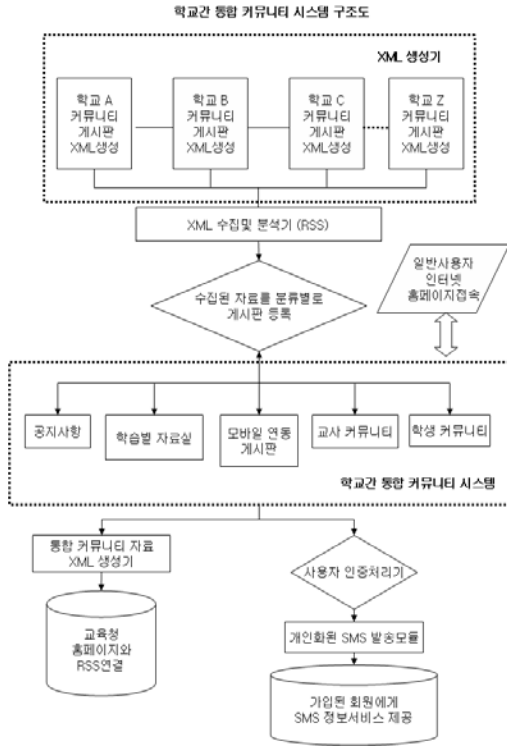 학교간 통합 커뮤니티 시스템 구조도
XML 생성기
학교 A
커뮤니티
게시판
XML생성
학교 B
커뮤니티
게시판
XML생성
학교 C
커뮤니티
게시판
XML생성
학교 Z
커뮤니티
게시판
XML생성
XML 수집및 분석기 (RSS)
일반사용자
인터넷
홈페이지접속
수집된 자료를 분류별로
게시판 등록
공지사항
학습별 자료실
모바일 연동
게시판
교사 커뮤니티
학생 커뮤니티
학교간 통합 커뮤니티 시스템
통합 커뮤니티 자료
XML 생성기
사용자 인증처리기
교육청
홈페이지와
RSS연결
개인화된 SMS 발송모듈
가입된 회원에게
SMS 정보서비스 제공